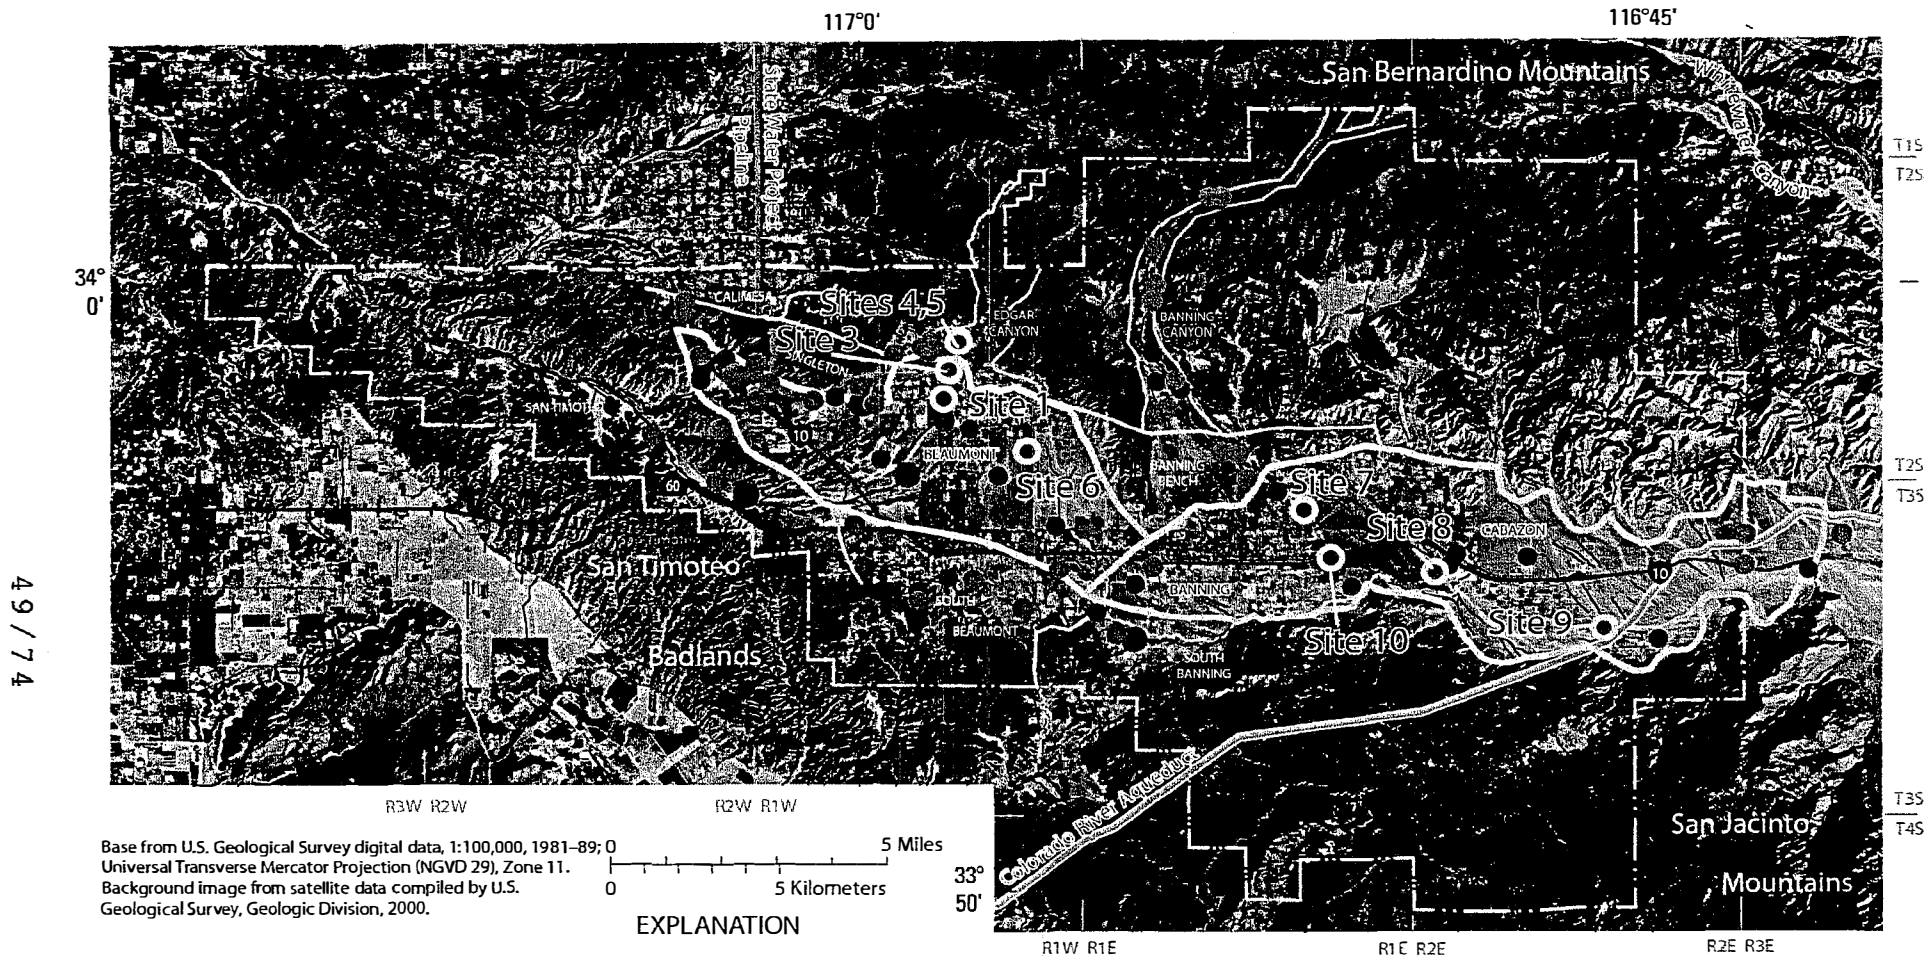 117°0'
116°45'
San Bernardino Mountains
Whitewater Canyon
State Water Project
Pipeline
T1S
T2S
34°
0'
CALIMESA
Sites 4,5
EDGAR
CANYON
BANNING
CANYON
Site 3
SINGLETON
SAN TIMOTEO
Site 1
10
BEAUMONT
BANNING
BENCH
T2S
T3S
60
Site 6
Site 7
Site 8
CABAZON
San Timoteo
10
SOUTH
BEAUMONT
BANNING
Site 9
Site 10
Badlands
SOUTH
BANNING
49/74
Colorado River Aqueduct
R3W R2W
R2W R1W
T3S
T4S
San Jacinto
Mountains
Base from U.S. Geological Survey digital data, 1:100,000, 1981–89;
Universal Transverse Mercator Projection (NGVD 29), Zone 11.
Background image from satellite data compiled by U.S.
Geological Survey, Geologic Division, 2000.
0 5 Miles
0 5 Kilometers
33°
50'
EXPLANATION
R1W R1E
R1E R2E
R2E R3E